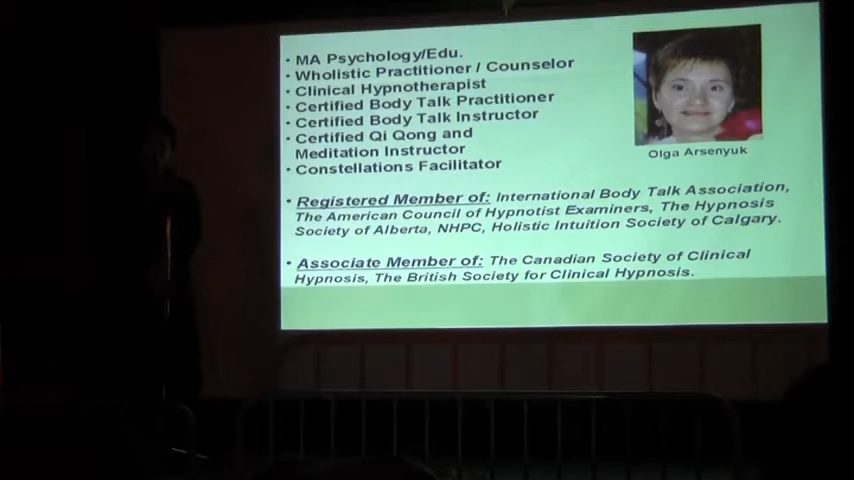 • MA Psychology/Edu.
• Wholistic Practitioner / Counselor
• Clinical Hypnotherapist
• Certified Body Talk Practitioner
• Certified Body Talk Instructor
• Certified Qi Qong and
Meditation Instructor
• Constellations Facilitator
Olga Arsenyuk
• Registered Member of: International Body Talk Association,
The American Council of Hypnotist Examiners, The Hypnosis
Society of Alberta, NHPC, Holistic Intuition Society of Calgary.
• Associate Member of: The Canadian Society of Clinical
Hypnosis, The British Society for Clinical Hypnosis.